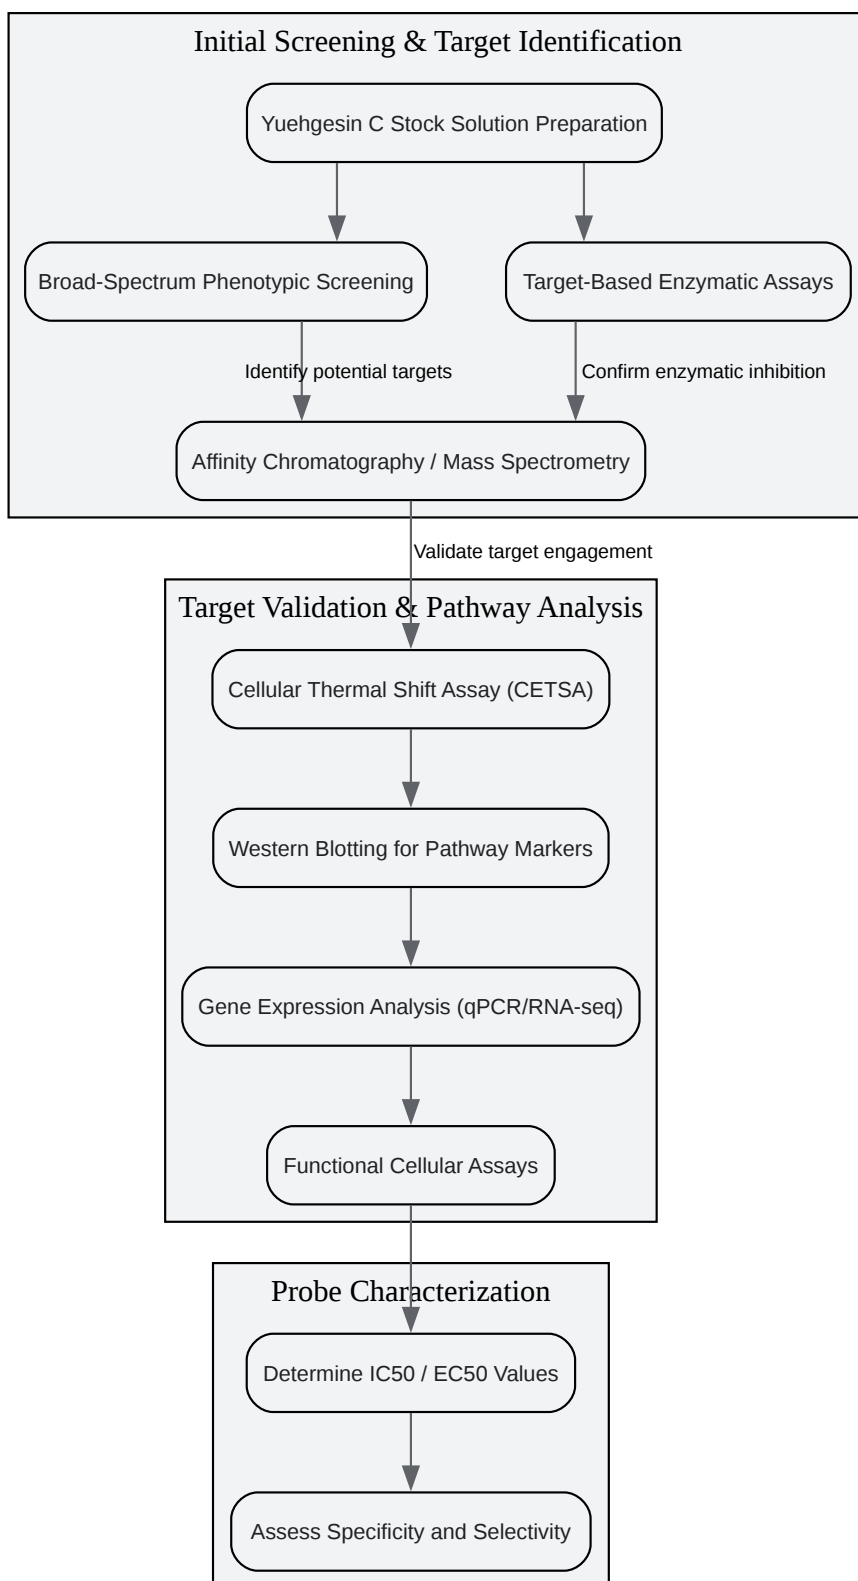 Initial Screening & Target Identification
Yuehgesin C Stock Solution Preparation
Broad-Spectrum Phenotypic Screening
Target-Based Enzymatic Assays
Identify potential targets
Confirm enzymatic inhibition
Affinity Chromatography / Mass Spectrometry
Validate target engagement
Target Validation & Pathway Analysis
Cellular Thermal Shift Assay (CETSA)
Western Blotting for Pathway Markers
Gene Expression Analysis (qPCR/RNA-seq)
Functional Cellular Assays
Probe Characterization
Determine IC50 / EC50 Values
Assess Specificity and Selectivity